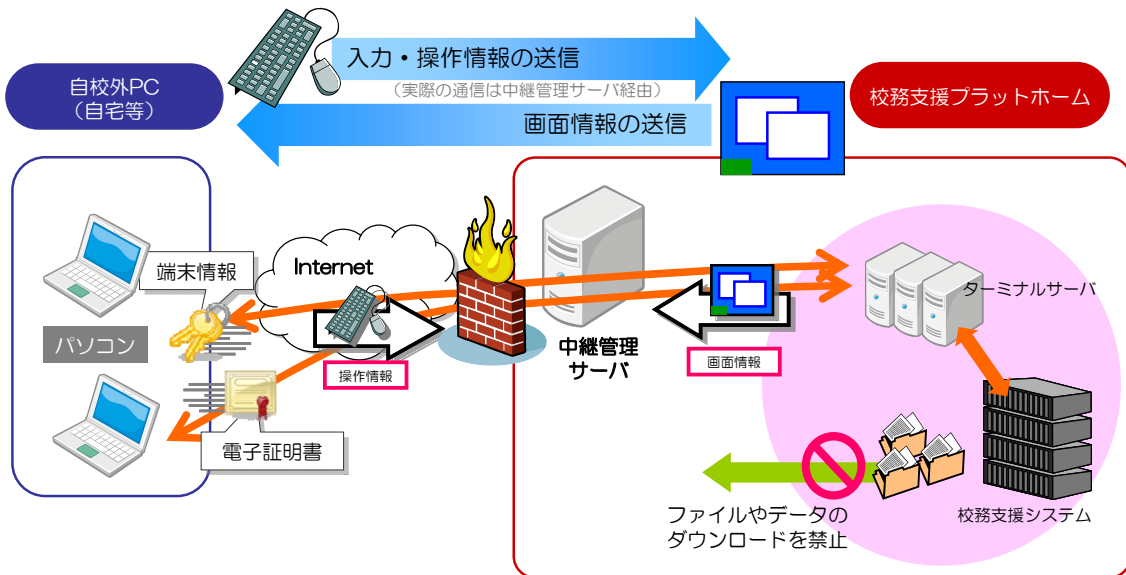 入力・操作情報の送信
(実際の通信は中継管理サーバ経由)
画面情報の送信
自校外PC
(自宅等)
校務支援プラットホーム
端末情報
Internet
パソコン
操作情報
電子証明書
中継管理
サーバ
画面情報
ターミナルサーバ
校務支援システム
ファイルやデータの
ダウンロードを禁止